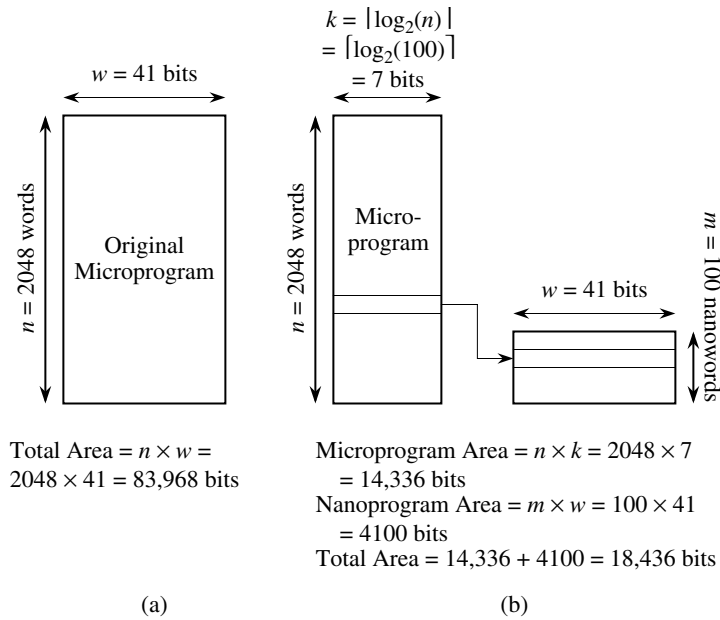 k = ⌈log₂(n)⌉
= ⌈log₂(100)⌉
= 7 bits
w = 41 bits
n = 2048 words
Original
Microprogram
n = 2048 words
Micro-
program
w = 41 bits
m = 100 nanowords
Total Area = n × w =
2048 × 41 = 83,968 bits
Microprogram Area = n × k = 2048 × 7
= 14,336 bits
Nanoprogram Area = m × w = 100 × 41
= 4100 bits
Total Area = 14,336 + 4100 = 18,436 bits
(a)
(b)